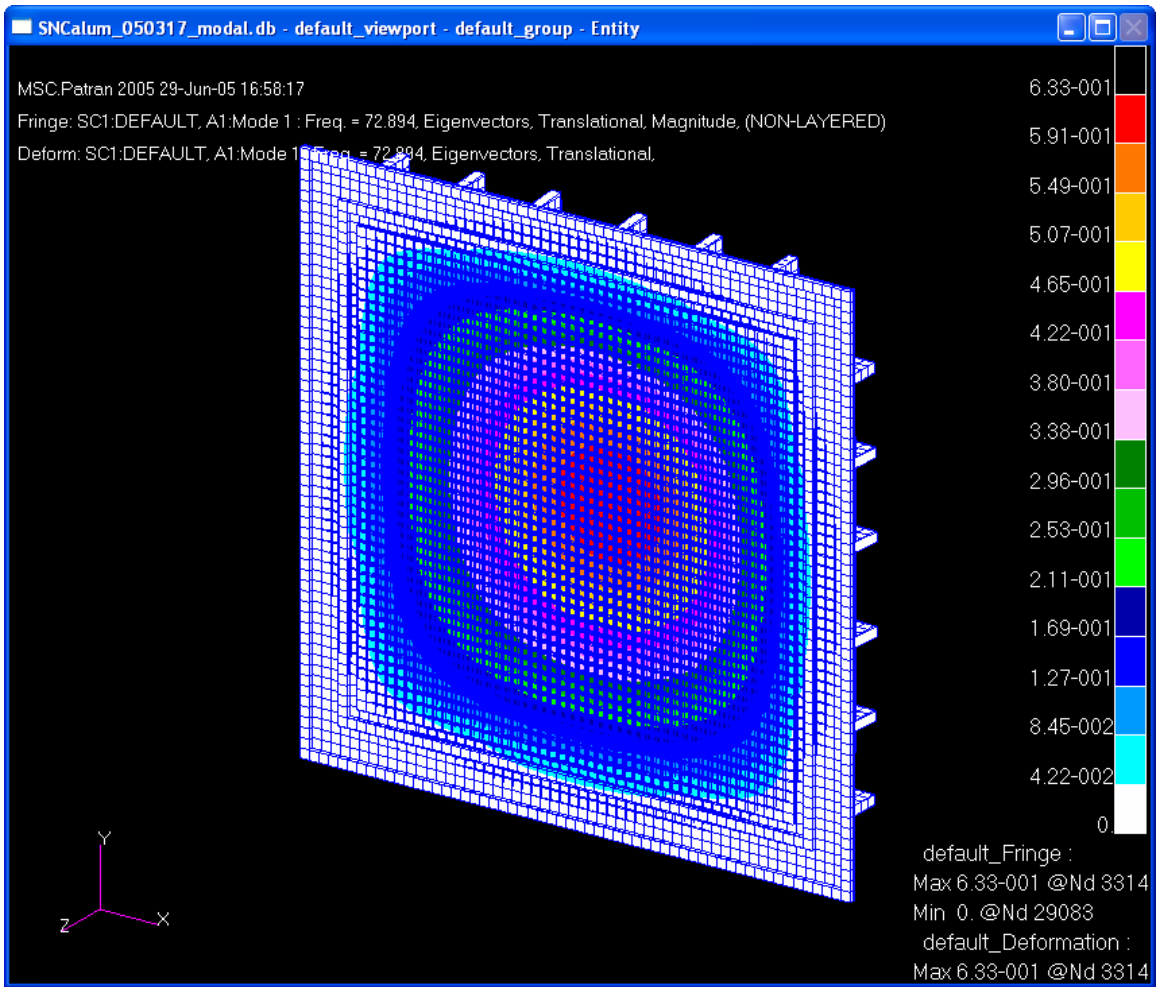 SNCalum_050317_modal.db - default_viewport - default_group - Entity
MSC.Patran 2005 29-Jun-05 16:58:17
Fringe: SC1:DEFAULT, A1:Mode 1 : Freq. = 72.894, Eigenvectors, Translational, Magnitude, (NON-LAYERED)
Deform: SC1:DEFAULT, A1:Mode 1 : Freq. = 72.894, Eigenvectors, Translational,
6.33-001
5.91-001
5.49-001
5.07-001
4.65-001
4.22-001
3.80-001
3.38-001
2.96-001
2.53-001
2.11-001
1.69-001
1.27-001
8.45-002
4.22-002
0.
default_Fringe :
Max 6.33-001 @Nd 3314
Min 0. @Nd 29083
default_Deformation :
Max 6.33-001 @Nd 3314
Y
Z
X